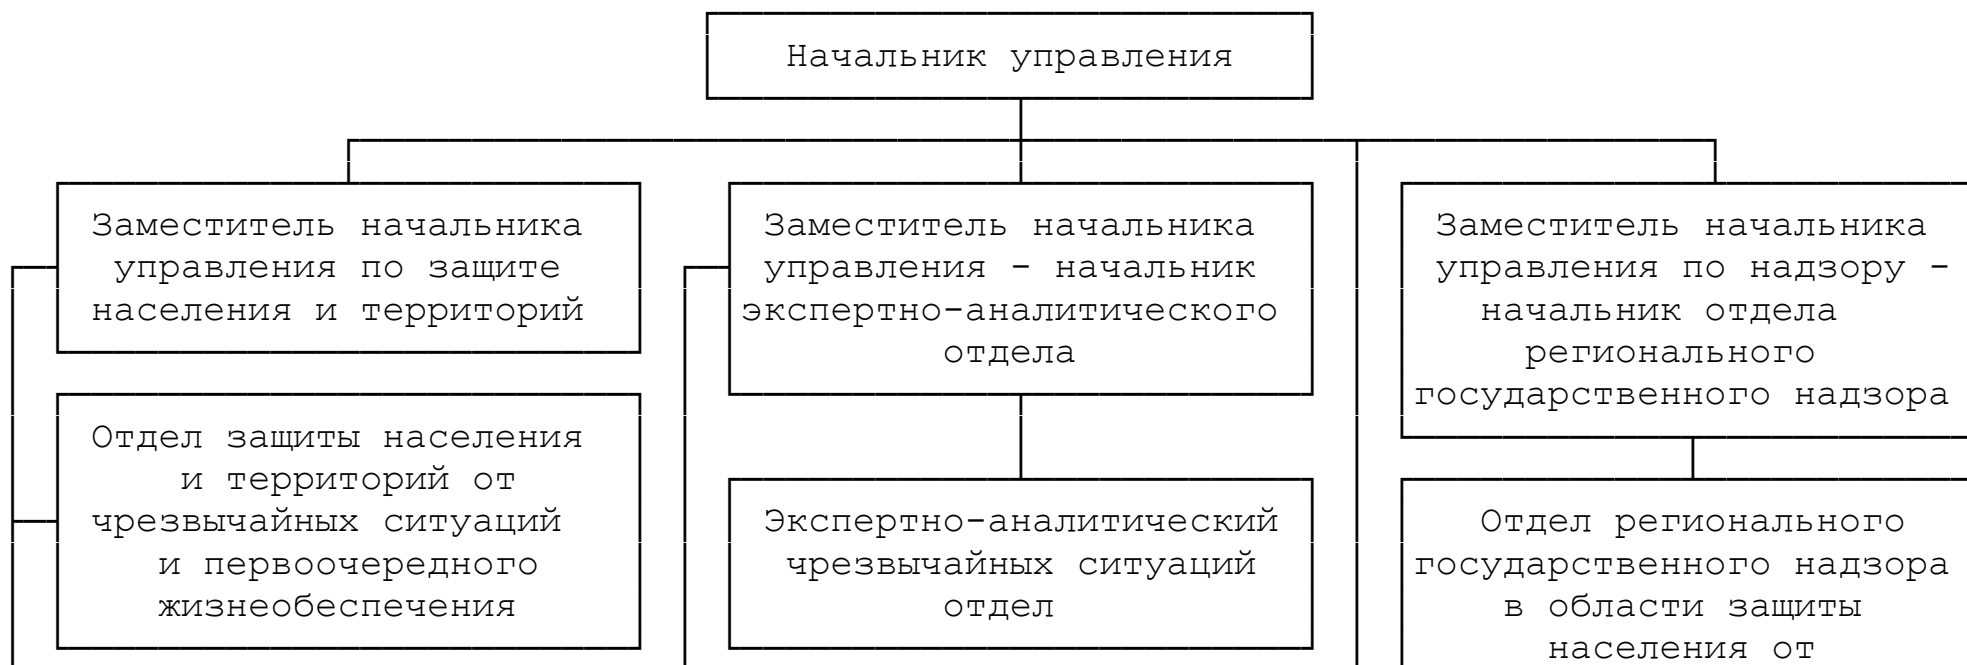 Начальник управления
Заместитель начальника
управления по защите
населения и территорий
Заместитель начальника
управления - начальник
экспертно-аналитического
отдела
Заместитель начальника
управления по надзору -
начальник отдела
регионального
государственного надзора
Отдел защиты населения
и территорий от
чрезвычайных ситуаций
и первоочередного
жизнеобеспечения
Экспертно-аналитический
чрезвычайных ситуаций
отдел
Отдел регионального
государственного надзора
в области защиты
населения от